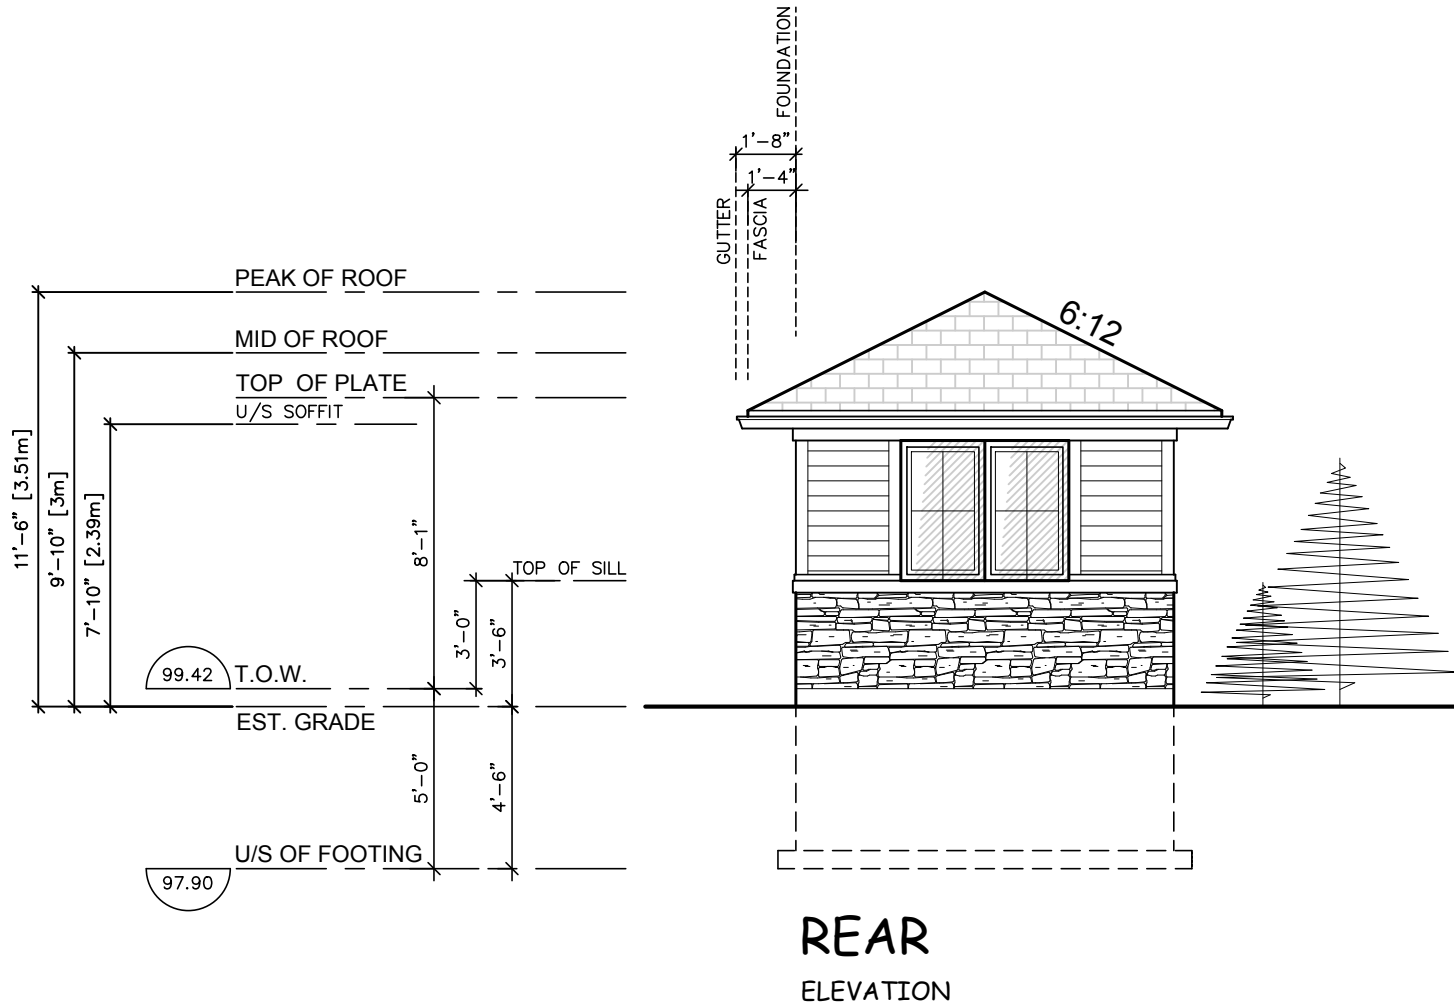 FOUNDATION
1'-8"
1'-4"
GUTTER
FASCIA
PEAK OF ROOF
6:12
MID OF ROOF
TOP OF PLATE
U/S SOFFIT
11'-6" [3.51m]
9'-10" [3m]
7'-10" [2.39m]
8'-1"
TOP OF SILL
3'-0"
3'-6"
99.42
T.O.W.
EST. GRADE
5'-0"
4'-6"
U/S OF FOOTING
97.90
REAR
ELEVATION